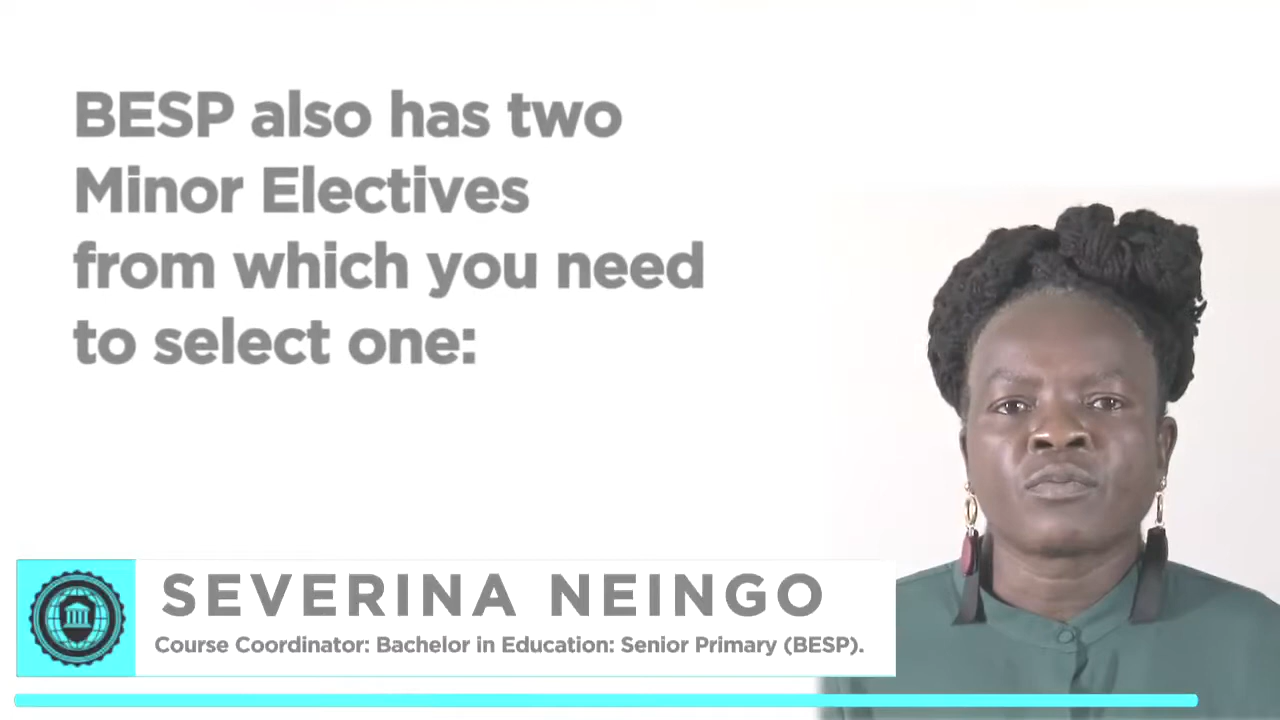 BESP also has two
Minor Electives
from which you need
to select one:
SEVERINA NEINGO
Course Coordinator: Bachelor in Education: Senior Primary (BESP).